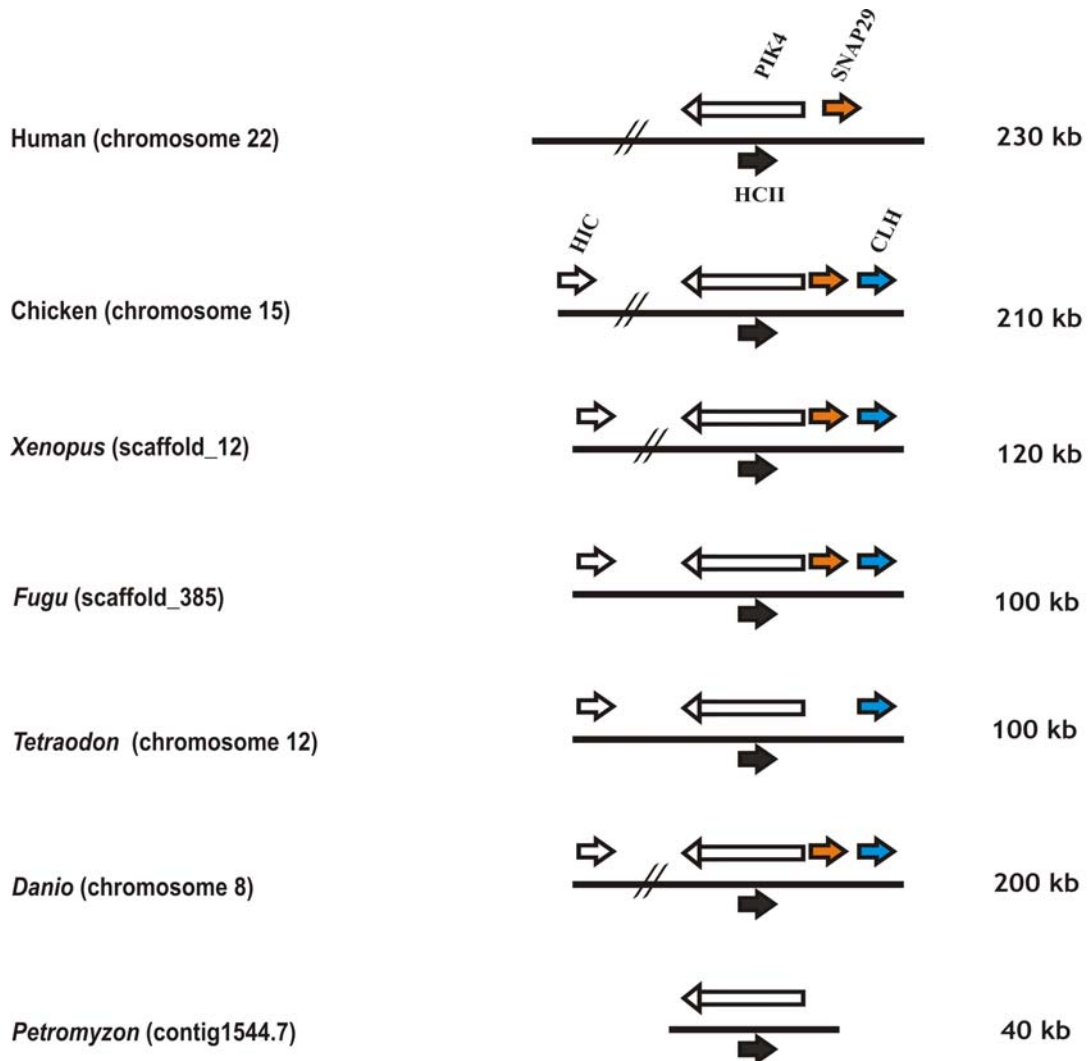 PIK4
SNAP29
Human (chromosome 22)
230 kb
HCII
HIC
CLH
Chicken (chromosome 15)
210 kb
Xenopus (scaffold_12)
120 kb
Fugu (scaffold_385)
100 kb
Tetraodon (chromosome 12)
100 kb
Danio (chromosome 8)
200 kb
Petromyzon (contig1544.7)
40 kb